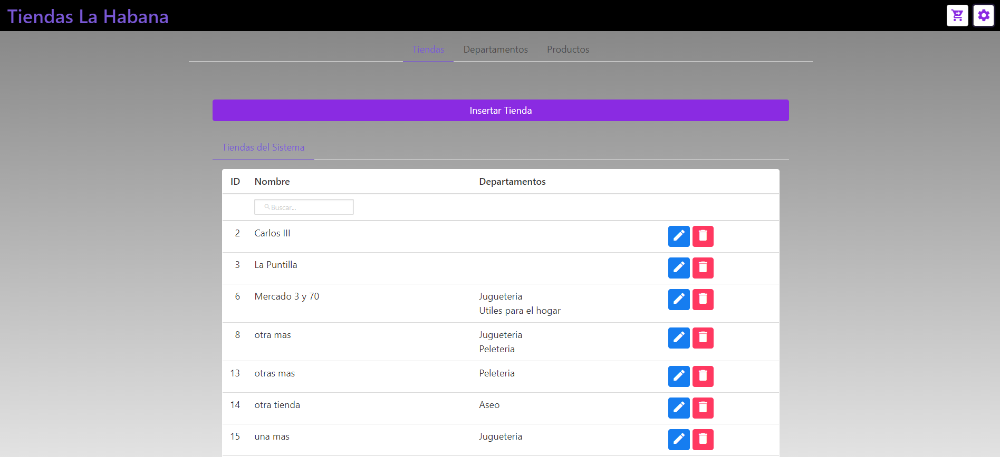 Tiendas La Habana
Tiendas Departamentos Productos
Insertar Tienda
Tiendas del Sistema
ID Nombre Departamentos
Buscar...
2 Carlos III
3 La Puntilla
6 Mercado 3 y 70 Jugueteria
Utiles para el hogar
8 otra mas Jugueteria
Peleteria
13 otras mas Peleteria
14 otra tienda Aseo
15 una mas Jugueteria